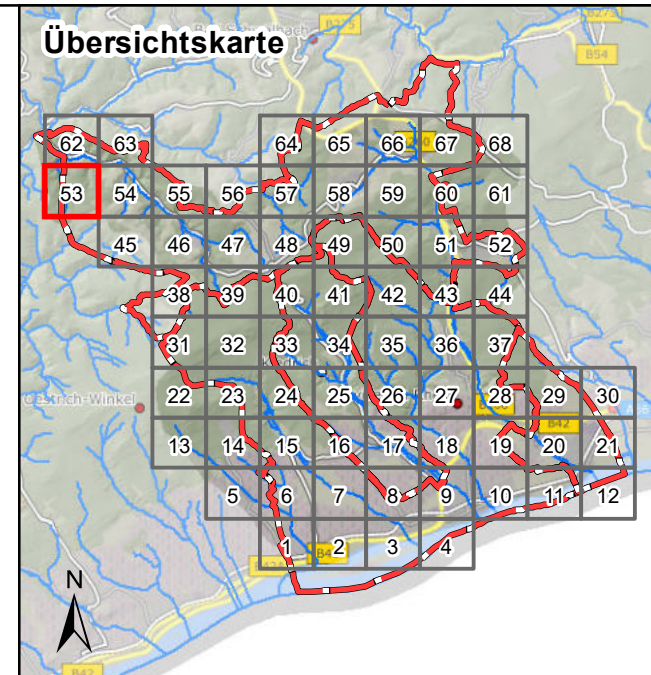 Übersichtskarte
B275
B54
62 63 64 65 66 67 68
53 54 55 56 57 58 59 60 61
45 46 47 48 49 50 51 52
38 39 40 41 42 43 44
31 32 33 34 35 36 37
22 23 24 25 26 27 28 29 30
Oestrich-Winkel
B42
13 14 15 16 17 18 19 20 21
5 6 7 8 9 10 11 12
1 2 3 4
N
B42